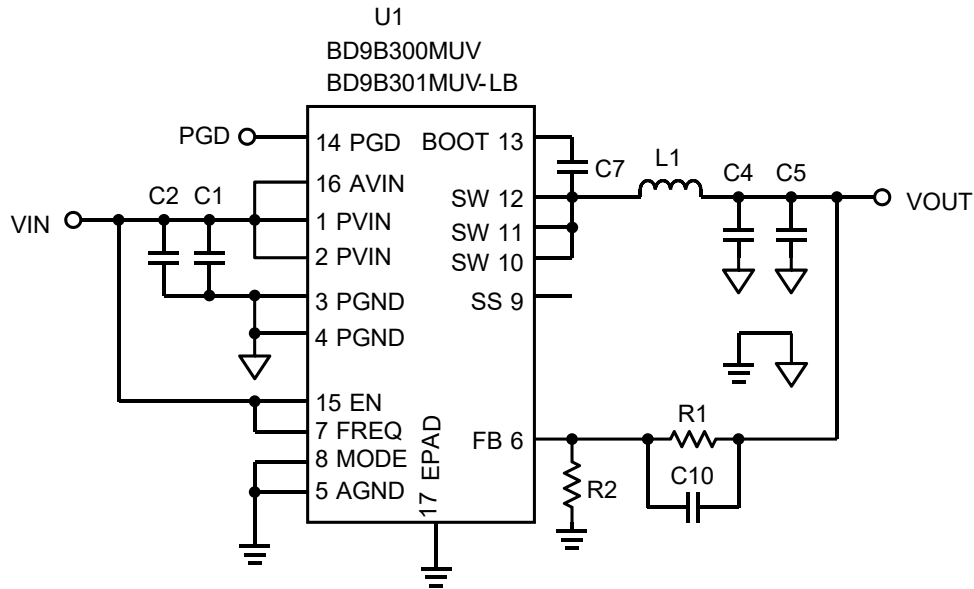 U1
BD9B300MUV
BD9B301MUV-LB
PGD
14 PGD
BOOT 13
C7
L1
C4
C5
16 AVIN
C2
C1
SW 12
VOUT
VIN
1 PVIN
SW 11
2 PVIN
SW 10
3 PGND
SS 9
4 PGND
15 EN
R1
7 FREQ
FB 6
8 MODE
C10
5 AGND
17 EPAD
R2